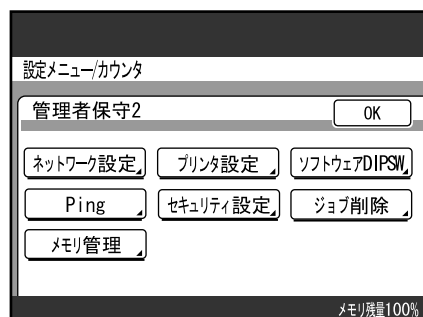 設定メニュー/カウンタ
管理者保守2 OK
ネットワーク設定 プリンタ設定 ソフトウェアDIPSW
Ping セキュリティ設定 ジョブ削除
メモリ管理
メモリ残量100%